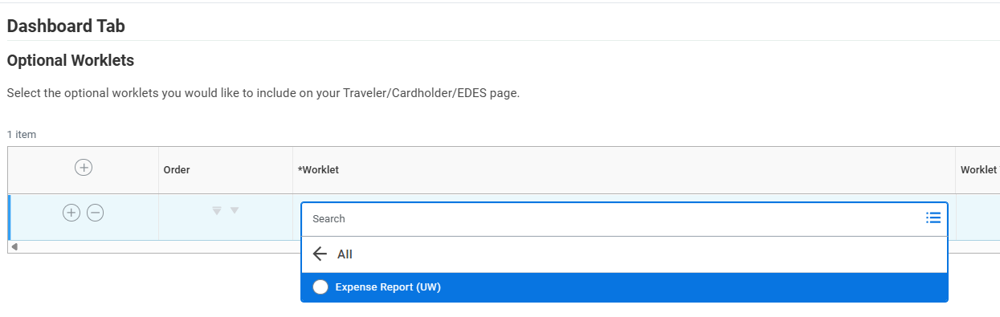 Dashboard Tab
Optional Worklets
Select the optional worklets you would like to include on your Traveler/Cardholder/EDES page.
1 item
Order
*Worklet
Worklet
Search
All
Expense Report (UW)